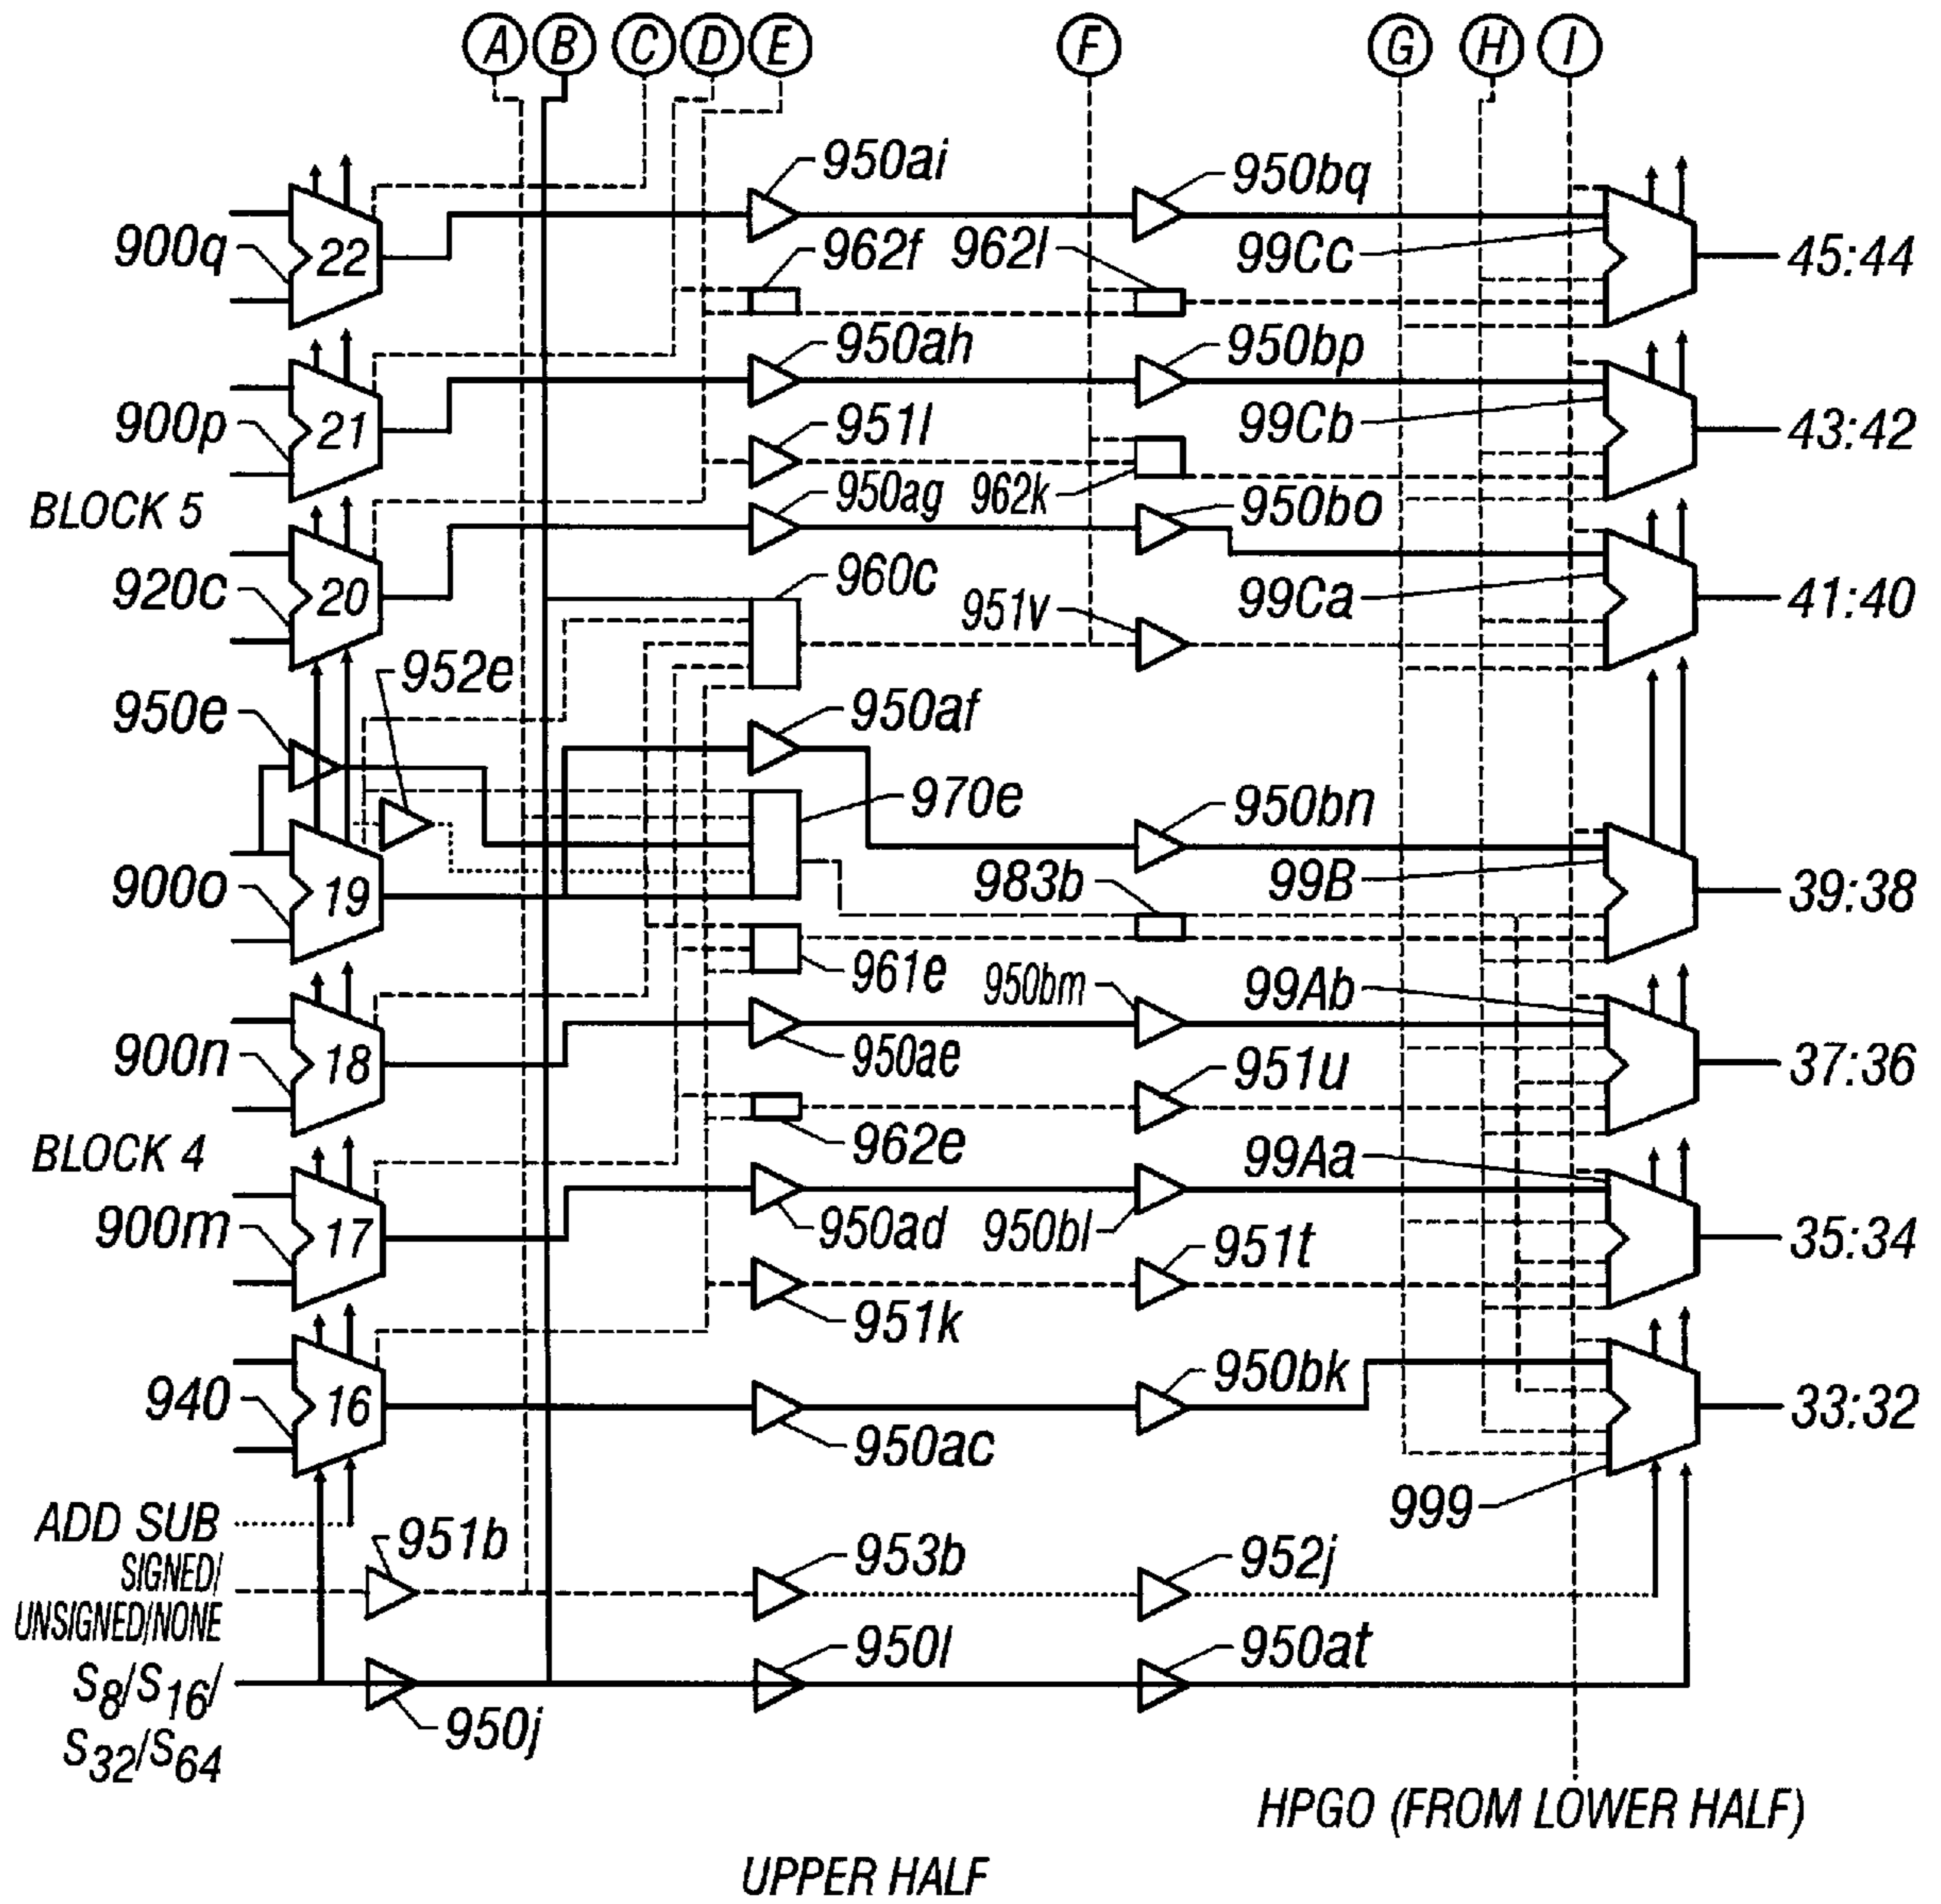 A B C D E F G H I
950ai 950bq
900q 22 962f 962l 99Cc 45:44
950ah 950bp
900p 21 951l 99Cb 43:42
BLOCK 5 950ag 962k 950bo
920c 20 960c 951v 99Ca 41:40
952e
950e 950af
970e 950bn
900o 19 983b 99B 39:38
961e 950bm 99Ab
900n 18 950ae 951u 37:36
BLOCK 4 962e 99Aa
900m 17 950ad 950bl 951t 35:34
951k
940 16 950bk 33:32
950ac
999
ADD SUB 951b 953b 952j
SIGNED/
UNSIGNED/NONE
950l 950at
S8/S16/
950j
S32/S64
HPGO (FROM LOWER HALF)
UPPER HALF